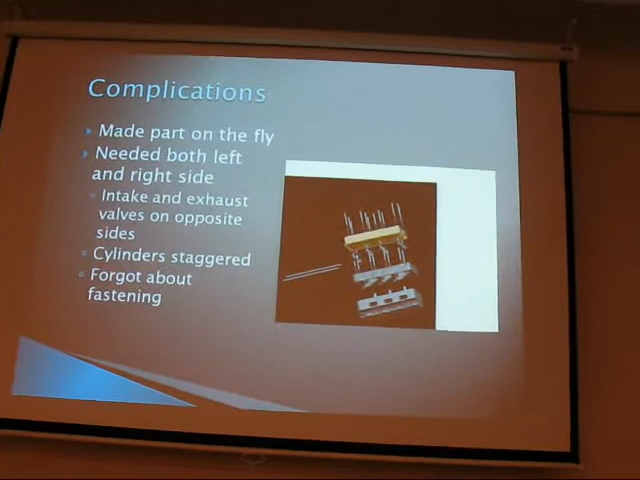 Complications
Made part on the fly
Needed both left
and right side
Intake and exhaust
valves on opposite
sides
Cylinders staggered
Forgot about
fastening